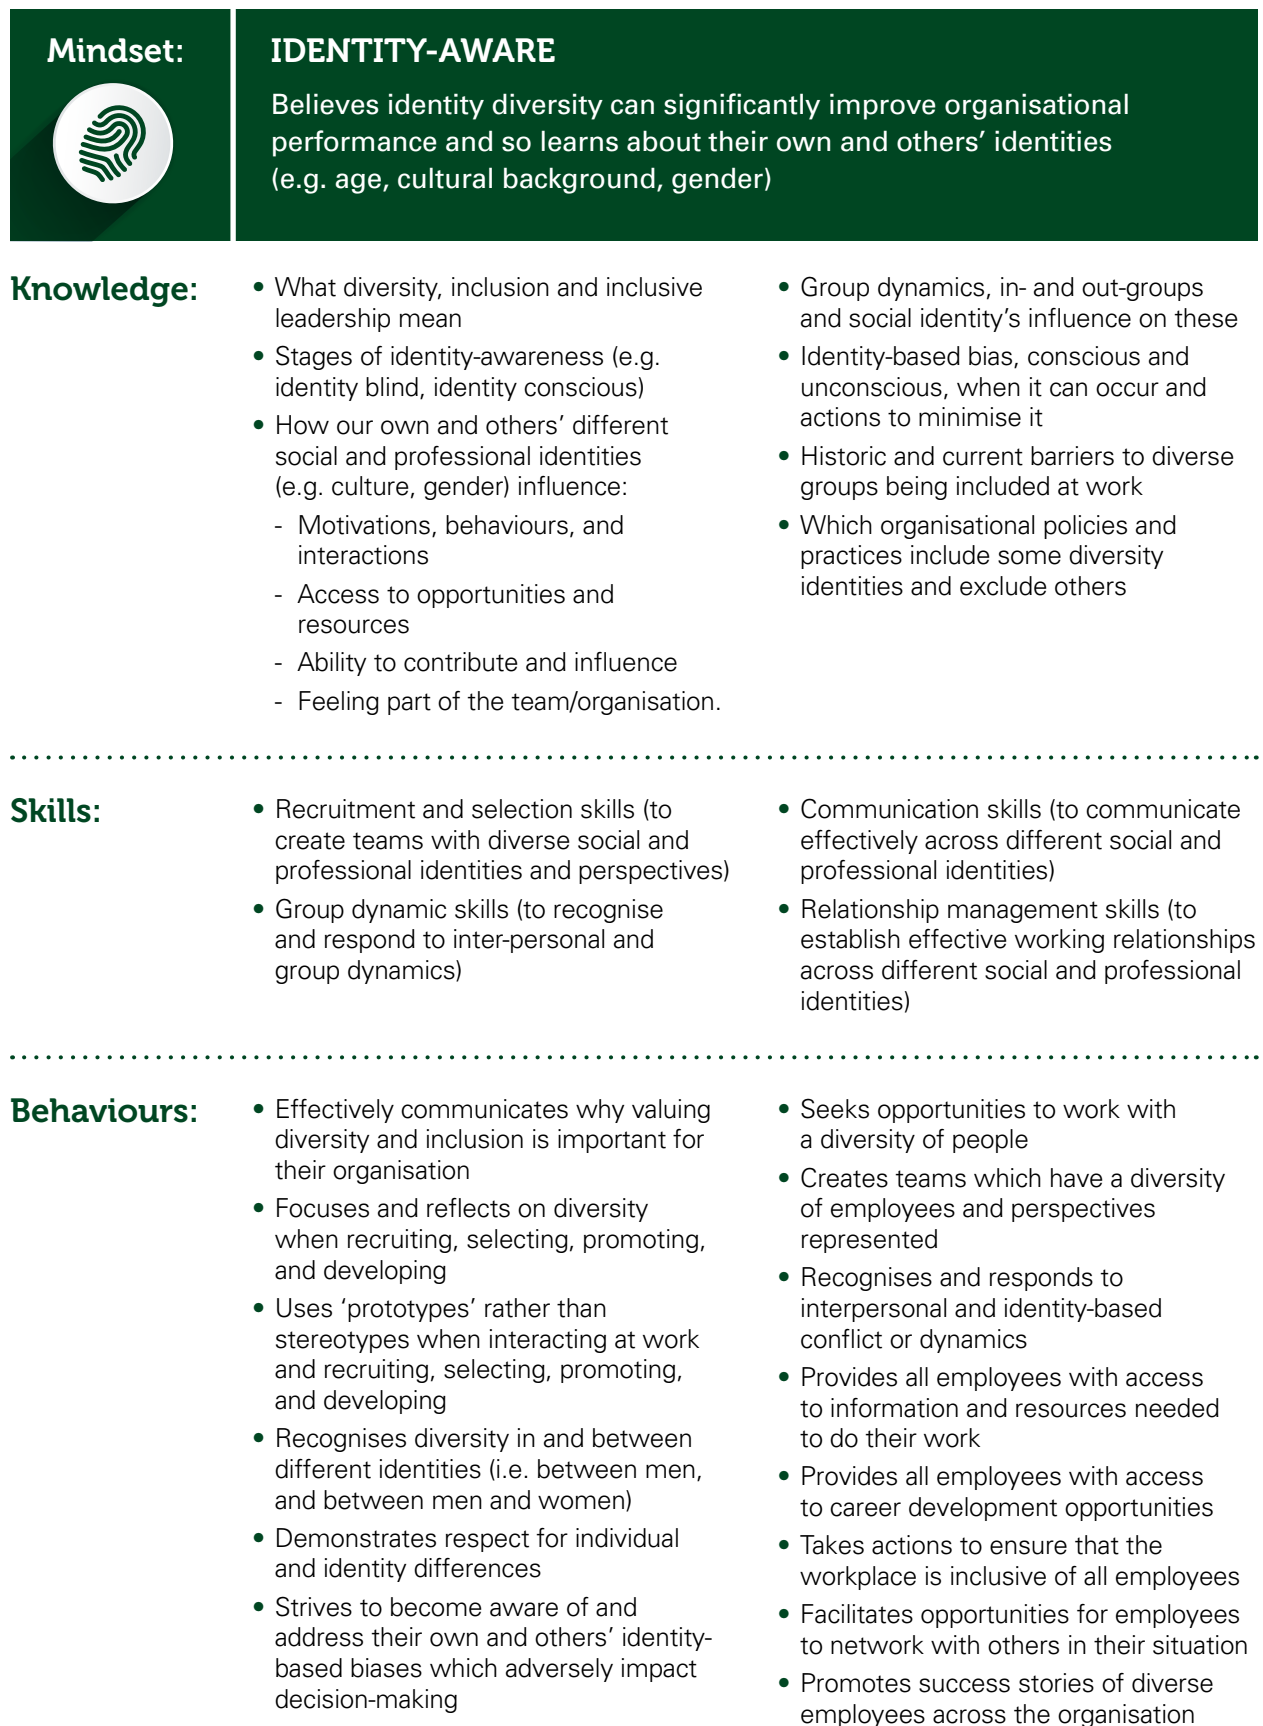 Mindset:
IDENTITY-AWARE
Believes identity diversity can significantly improve organisational
performance and so learns about their own and others’ identities
(e.g. age, cultural background, gender)
Knowledge:
• What diversity, inclusion and inclusive
leadership mean
• Stages of identity-awareness (e.g.
identity blind, identity conscious)
• How our own and others’ different
social and professional identities
(e.g. culture, gender) influence:
- Motivations, behaviours, and
interactions
- Access to opportunities and
resources
- Ability to contribute and influence
- Feeling part of the team/organisation.
• Group dynamics, in- and out-groups
and social identity’s influence on these
• Identity-based bias, conscious and
unconscious, when it can occur and
actions to minimise it
• Historic and current barriers to diverse
groups being included at work
• Which organisational policies and
practices include some diversity
identities and exclude others
Skills:
• Recruitment and selection skills (to
create teams with diverse social and
professional identities and perspectives)
• Group dynamic skills (to recognise
and respond to inter-personal and
group dynamics)
• Communication skills (to communicate
effectively across different social and
professional identities)
• Relationship management skills (to
establish effective working relationships
across different social and professional
identities)
Behaviours:
• Effectively communicates why valuing
diversity and inclusion is important for
their organisation
• Focuses and reflects on diversity
when recruiting, selecting, promoting,
and developing
• Uses ‘prototypes’ rather than
stereotypes when interacting at work
and recruiting, selecting, promoting,
and developing
• Recognises diversity in and between
different identities (i.e. between men,
and between men and women)
• Demonstrates respect for individual
and identity differences
• Strives to become aware of and
address their own and others’ identity-
based biases which adversely impact
decision-making
• Seeks opportunities to work with
a diversity of people
• Creates teams which have a diversity
of employees and perspectives
represented
• Recognises and responds to
interpersonal and identity-based
conflict or dynamics
• Provides all employees with access
to information and resources needed
to do their work
• Provides all employees with access
to career development opportunities
• Takes actions to ensure that the
workplace is inclusive of all employees
• Facilitates opportunities for employees
to network with others in their situation
• Promotes success stories of diverse
employees across the organisation